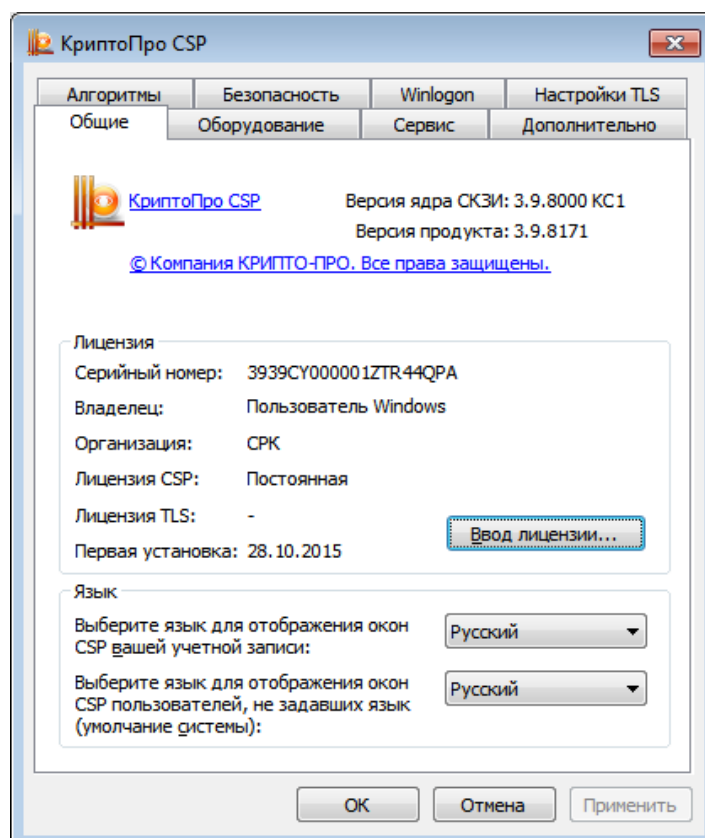 КриптоПро CSP
Алгоритмы Безопасность Winlogon Настройки TLS
Общие Оборудование Сервис Дополнительно
КриптоПро CSP Версия ядра СКЗИ: 3.9.8000 КС1
Версия продукта: 3.9.8171
© Компания КРИПТО-ПРО. Все права защищены.
Лицензия
Серийный номер: 3939CY000001ZTR44QPA
Владелец: Пользователь Windows
Организация: СРК
Лицензия CSP: Постоянная
Лицензия TLS: -
Ввод лицензии...
Первая установка: 28.10.2015
Язык
Выберите язык для отображения окон
CSP вашей учетной записи:
Русский
Выберите язык для отображения окон
CSP пользователей, не задавших язык
(умолчание системы):
Русский
ОК Отмена Применить